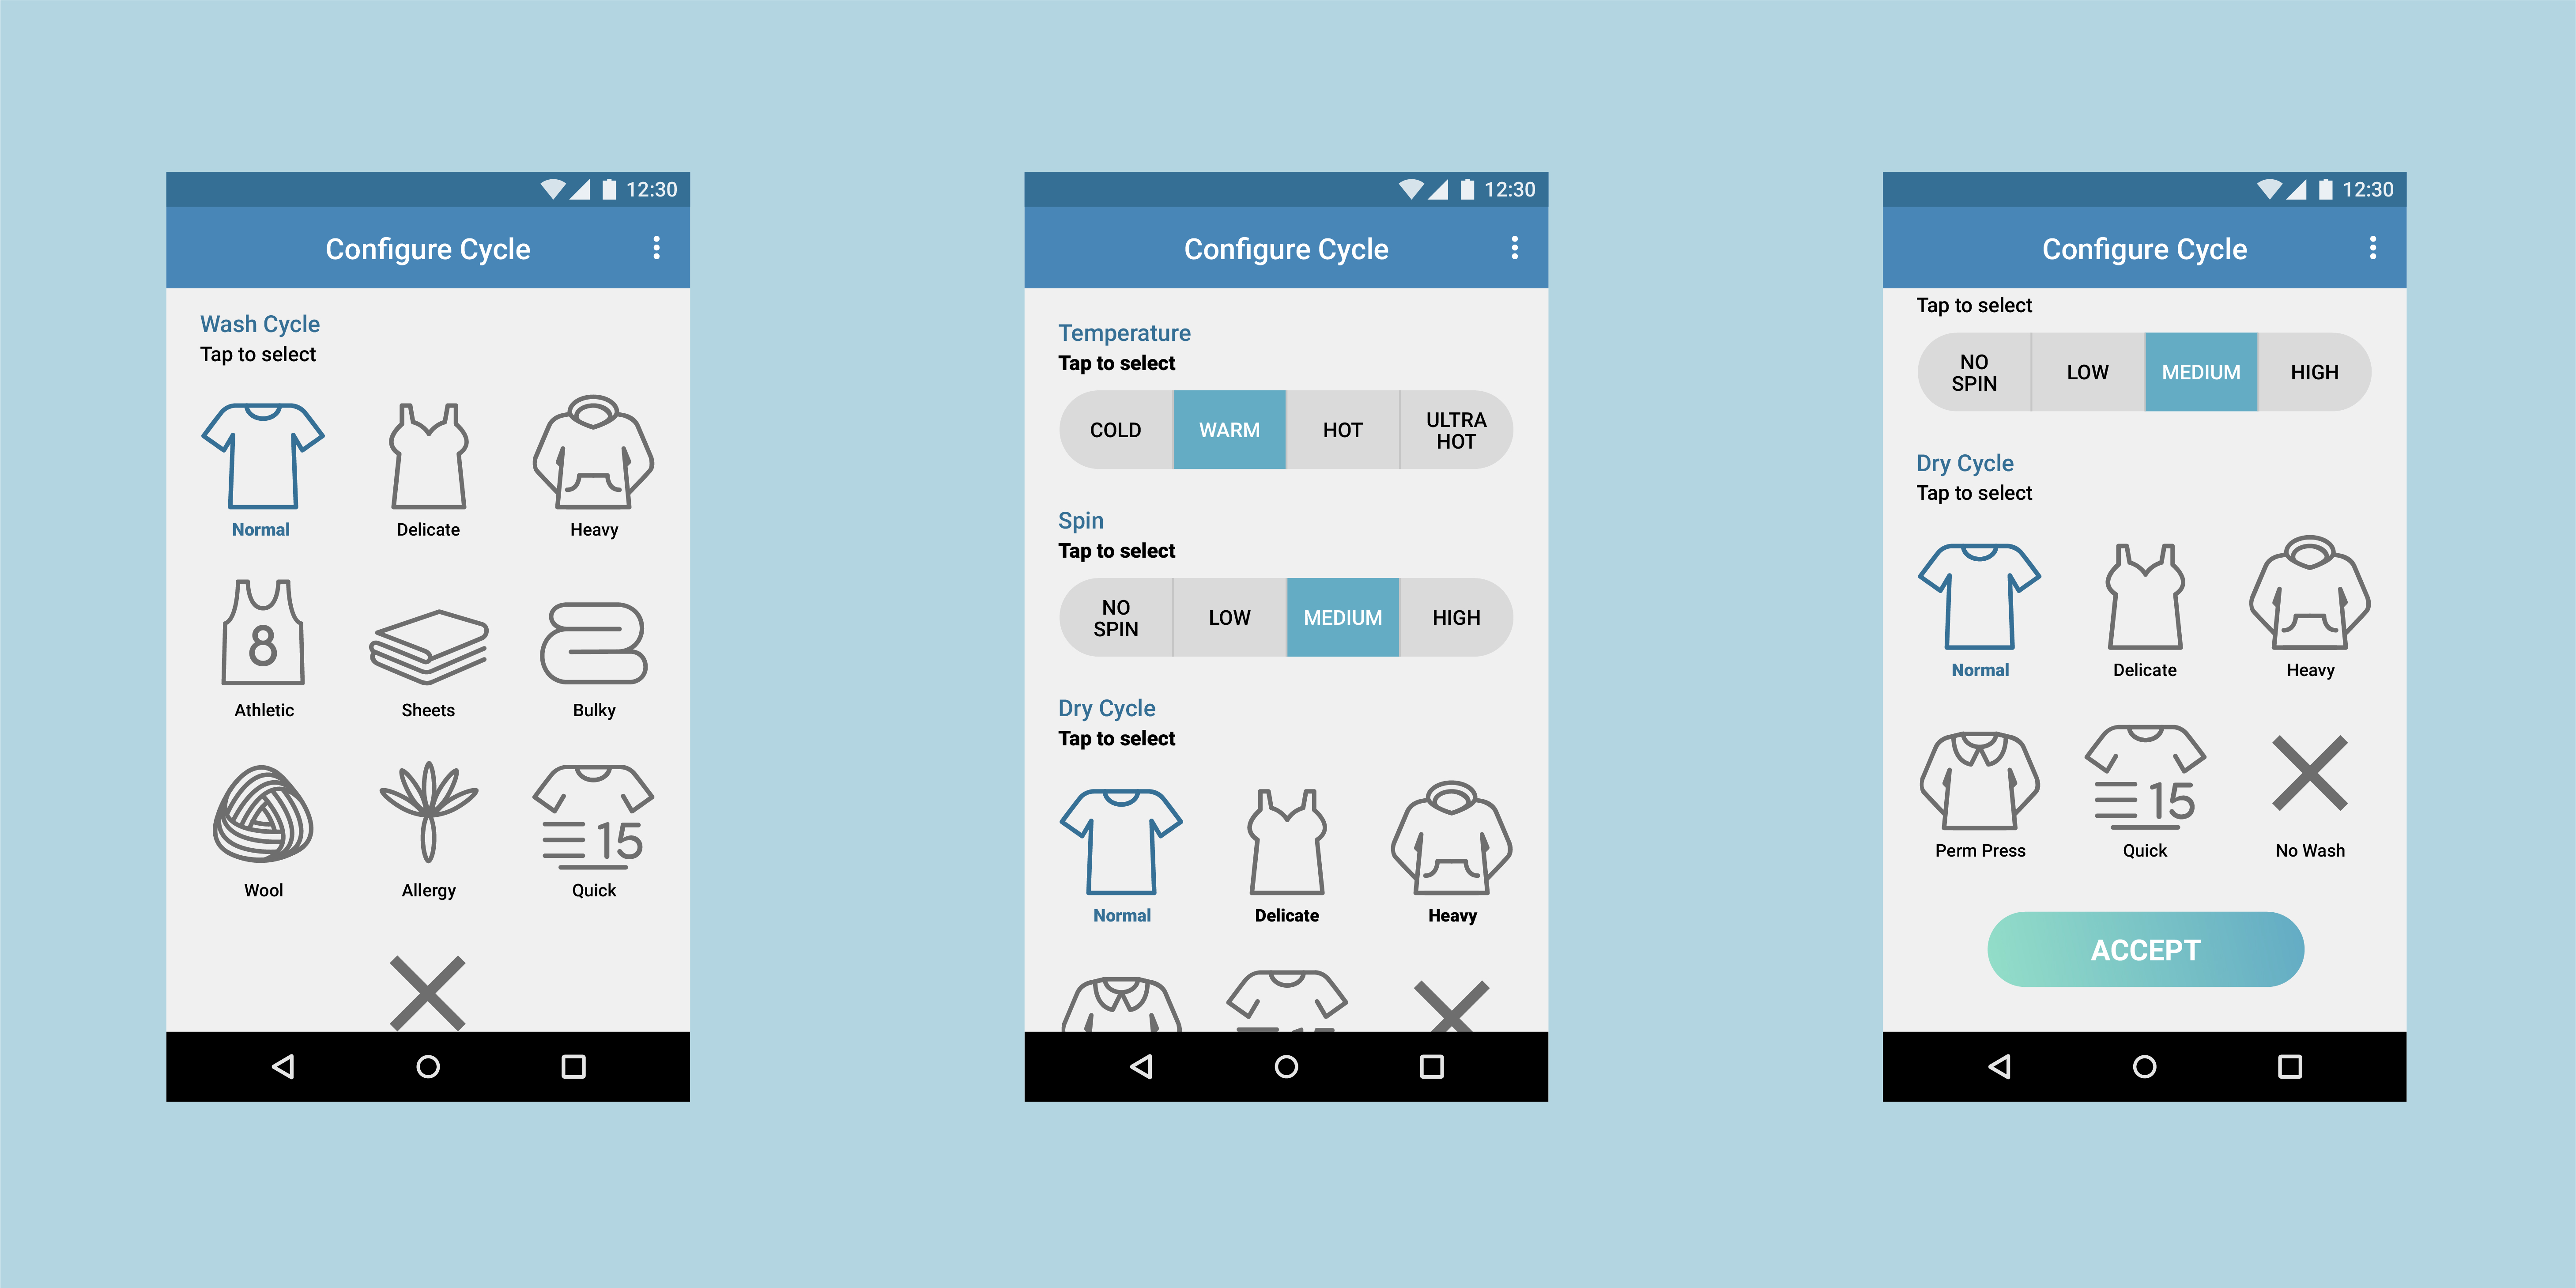 12:30
Configure Cycle
Wash Cycle
Tap to select
Normal
Delicate
Heavy
8
Athletic
Sheets
Bulky
15
Wool
Allergy
Quick
12:30
Configure Cycle
Temperature
Tap to select
COLD
WARM
HOT
ULTRA
HOT
Spin
Tap to select
NO
SPIN
LOW
MEDIUM
HIGH
Dry Cycle
Tap to select
Normal
Delicate
Heavy
12:30
Configure Cycle
Tap to select
NO
SPIN
LOW
MEDIUM
HIGH
Dry Cycle
Tap to select
Normal
Delicate
Heavy
15
Perm Press
Quick
No Wash
ACCEPT